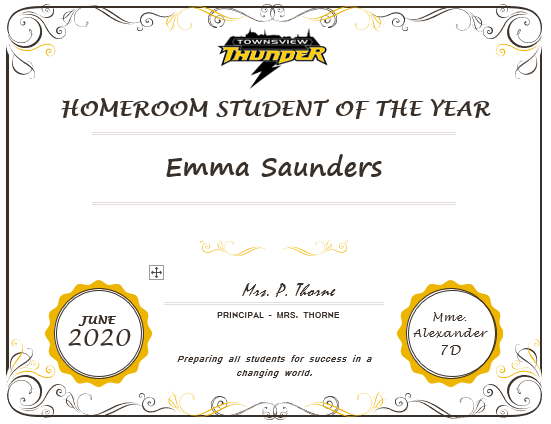 TOWNSVIEW
THUNDER
HOMEROOM STUDENT OF THE YEAR
Emma Saunders
Mrs. P. Thorne
PRINCIPAL - MRS. THORNE
JUNE
2020
Mme.
Alexander
7D
Preparing all students for success in a
changing world.